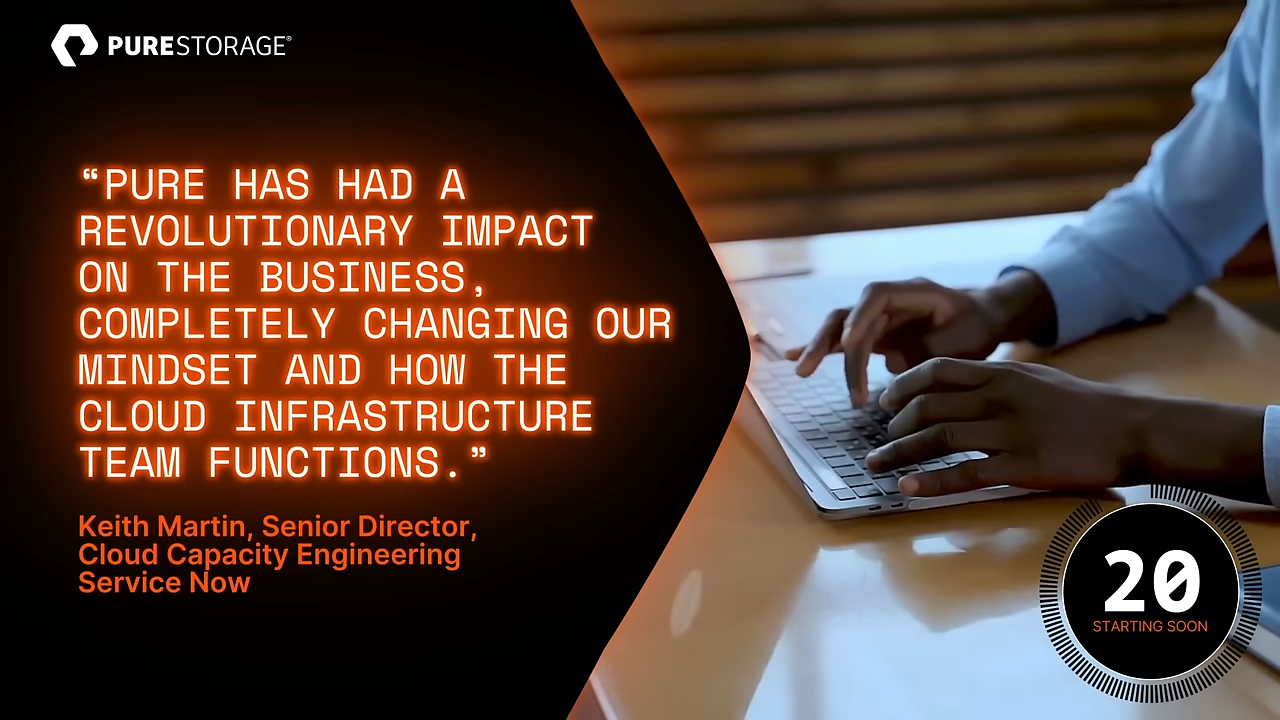 PURESTORAGE®
“PURE HAS HAD A
REVOLUTIONARY IMPACT
ON THE BUSINESS,
COMPLETELY CHANGING OUR
MINDSET AND HOW THE
CLOUD INFRASTRUCTURE
TEAM FUNCTIONS.”
Keith Martin, Senior Director,
Cloud Capacity Engineering
Service Now
20
STARTING SOON